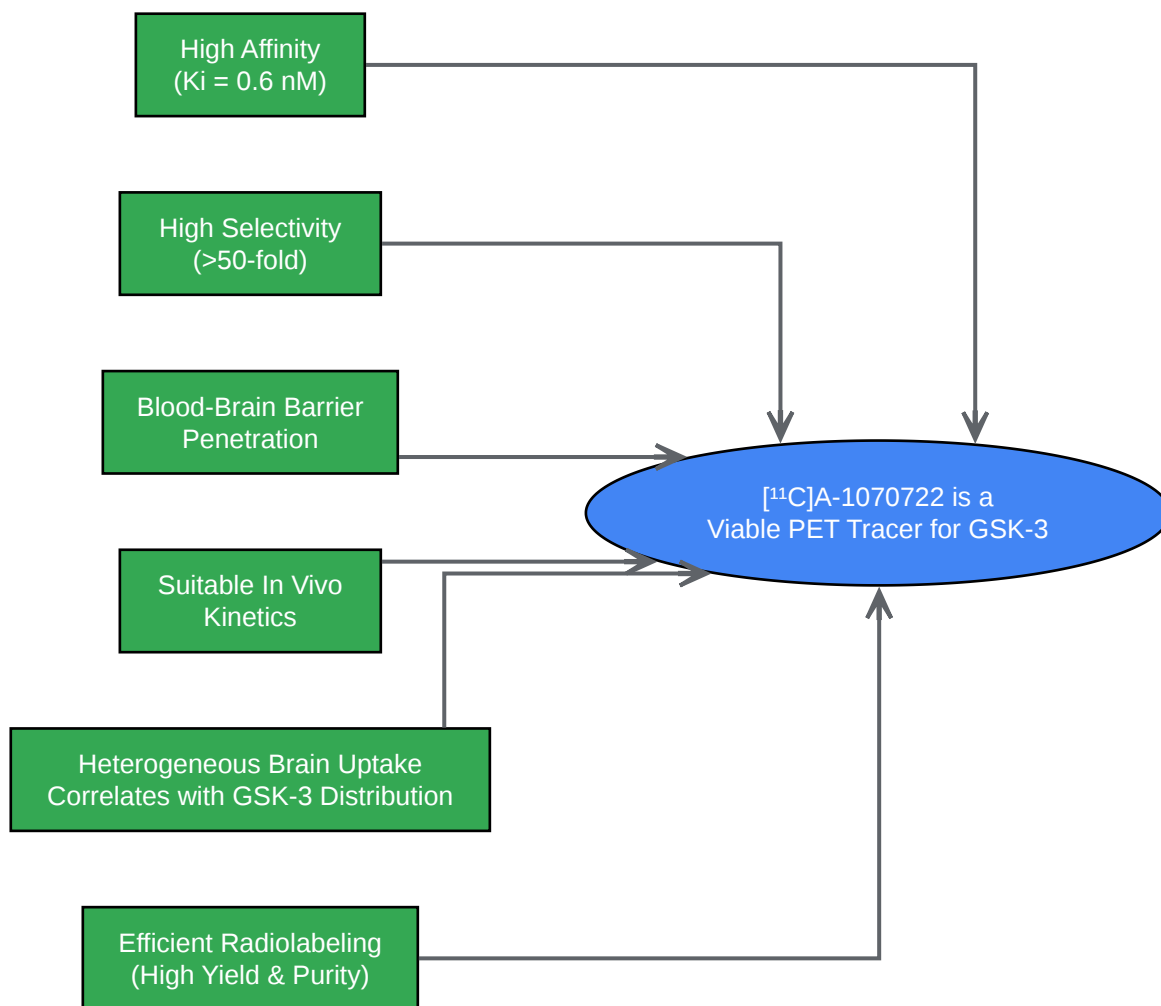 High Affinity
(Ki = 0.6 nM)
High Selectivity
(>50-fold)
Blood-Brain Barrier
Penetration
[¹¹C]A-1070722 is a
Viable PET Tracer for GSK-3
Suitable In Vivo
Kinetics
Heterogeneous Brain Uptake
Correlates with GSK-3 Distribution
Efficient Radiolabeling
(High Yield & Purity)